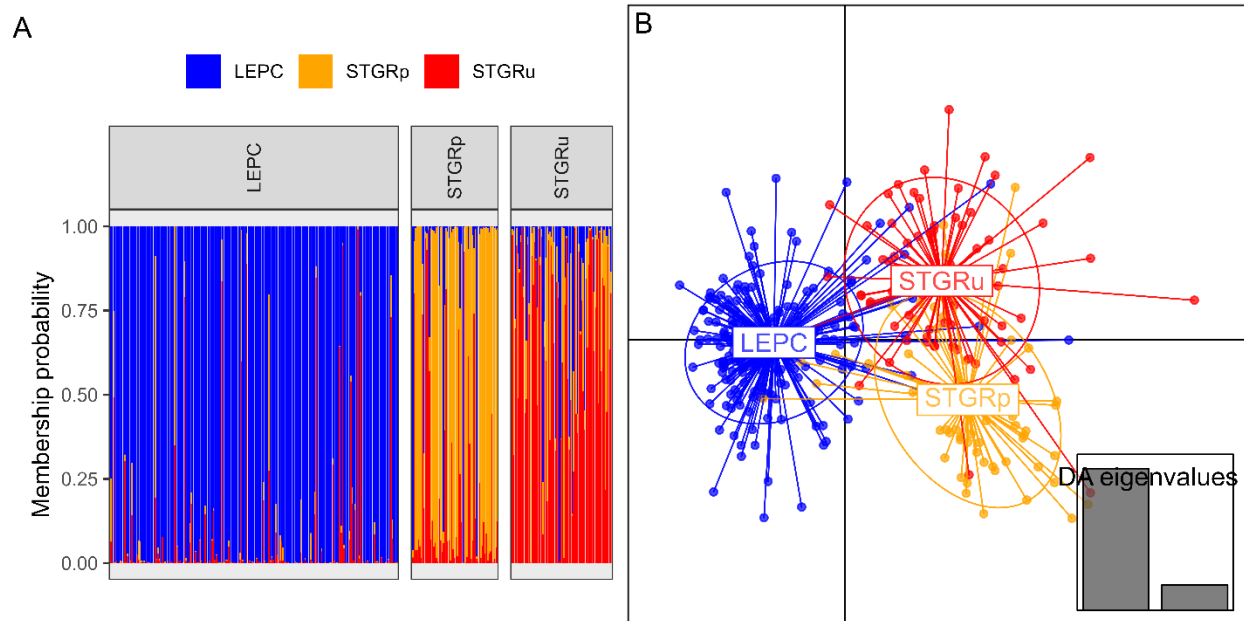 A
LEPC STGRp STGRu
LEPC
STGRp
STGRu
Membership probability
1.00
0.75
0.50
0.25
0.00
B
STGRu
LEPC
STGRp
DA eigenvalues